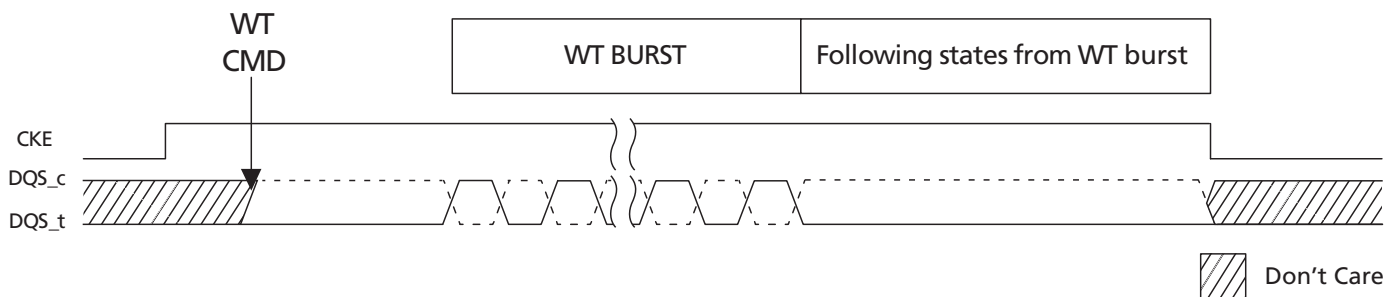 WT
CMD
WT BURST
Following states from WT burst
CKE
DQS_c
DQS_t
Don't Care